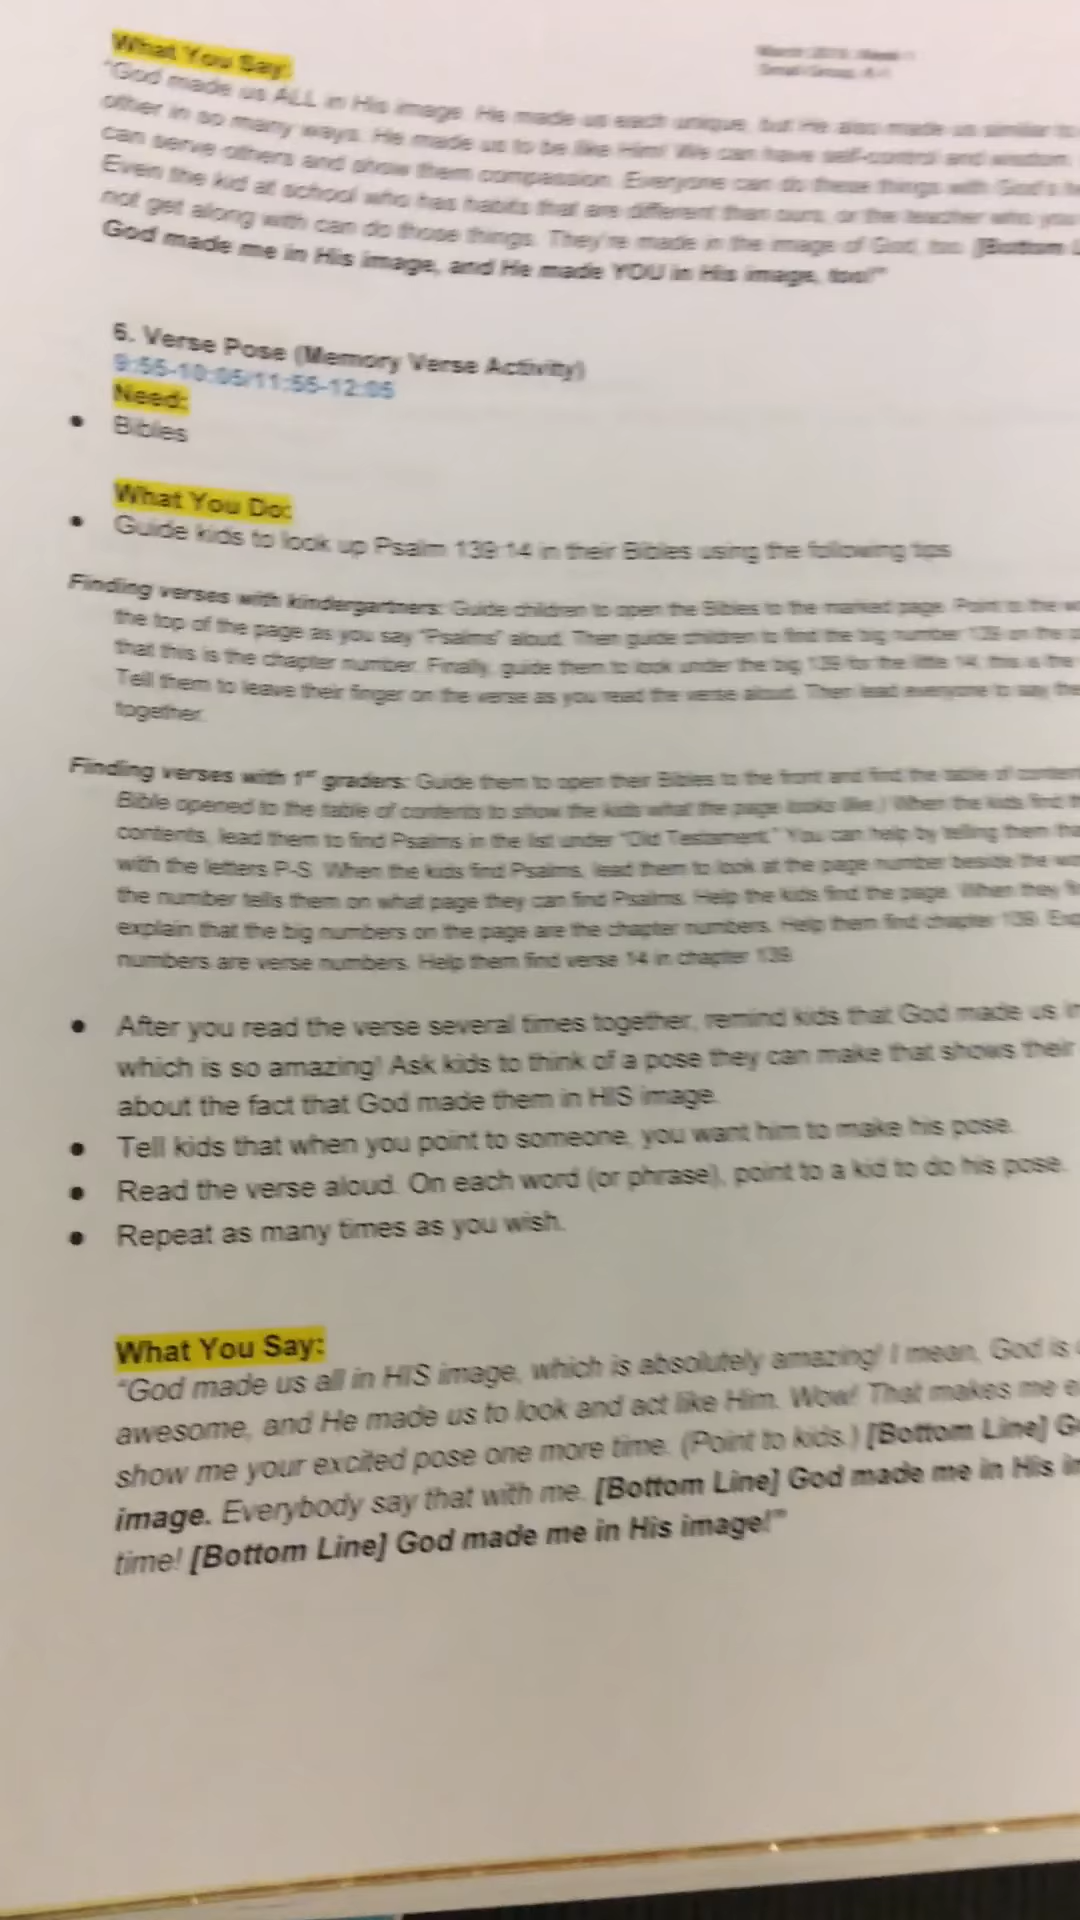 What You Say:
March 2019, Week 1
Small Group, K-1
"God made us ALL in His image. He made us each unique, but He also made us similar to
other in so many ways. He made us to be like Him! We can have self-control and wisdom.
can serve others and show them compassion. Everyone can do these things with God's
Even the kid at school who has habits that are different than ours, or the teacher who you
not get along with can do those things. They're made in the image of God, too. [Bottom
God made me in His image, and He made YOU in His image, too!"
6. Verse Pose (Memory Verse Activity)
9:55-10:05/11:55-12:05
Need:
• Bibles
What You Do:
• Guide kids to look up Psalm 139:14 in their Bibles using the following tips
Finding verses with kindergartners: Guide children to open the Bibles to the marked page. Point to the
the top of the page as you say "Psalms" aloud. Then guide children to find the big number 139 on the
that this is the chapter number. Finally, guide them to look under the big 139 for the little 14; this is the
Tell them to leave their finger on the verse as you read the verse aloud. Then lead everyone to say the
together.
Finding verses with 1st graders: Guide them to open their Bibles to the front and find the table of
Bible opened to the table of contents to show the kids what the page looks like.) When the kids find
contents, lead them to find Psalms in the list under "Old Testament." You can help by telling them
with the letters P-S. When the kids find Psalms, lead them to look at the page number beside the
the number tells them on what page they can find Psalms. Help the kids find the page. When they
explain that the big numbers on the page are the chapter numbers. Help them find chapter 139.
numbers are verse numbers. Help them find verse 14 in chapter 139.
• After you read the verse several times together, remind kids that God made us
which is so amazing! Ask kids to think of a pose they can make that shows their
about the fact that God made them in HIS image.
• Tell kids that when you point to someone, you want him to make his pose.
• Read the verse aloud. On each word (or phrase), point to a kid to do his pose.
• Repeat as many times as you wish.
What You Say:
"God made us all in HIS image, which is absolutely amazing! I mean, God is
awesome, and He made us to look and act like Him. Wow! That makes me
show me your excited pose one more time. (Point to kids.) [Bottom Line]
image. Everybody say that with me. [Bottom Line] God made me in His
time! [Bottom Line] God made me in His image!"